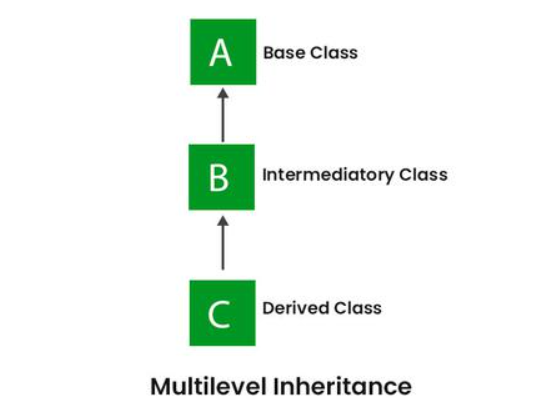 A Base Class
B Intermediatory Class
C Derived Class
Multilevel Inheritance